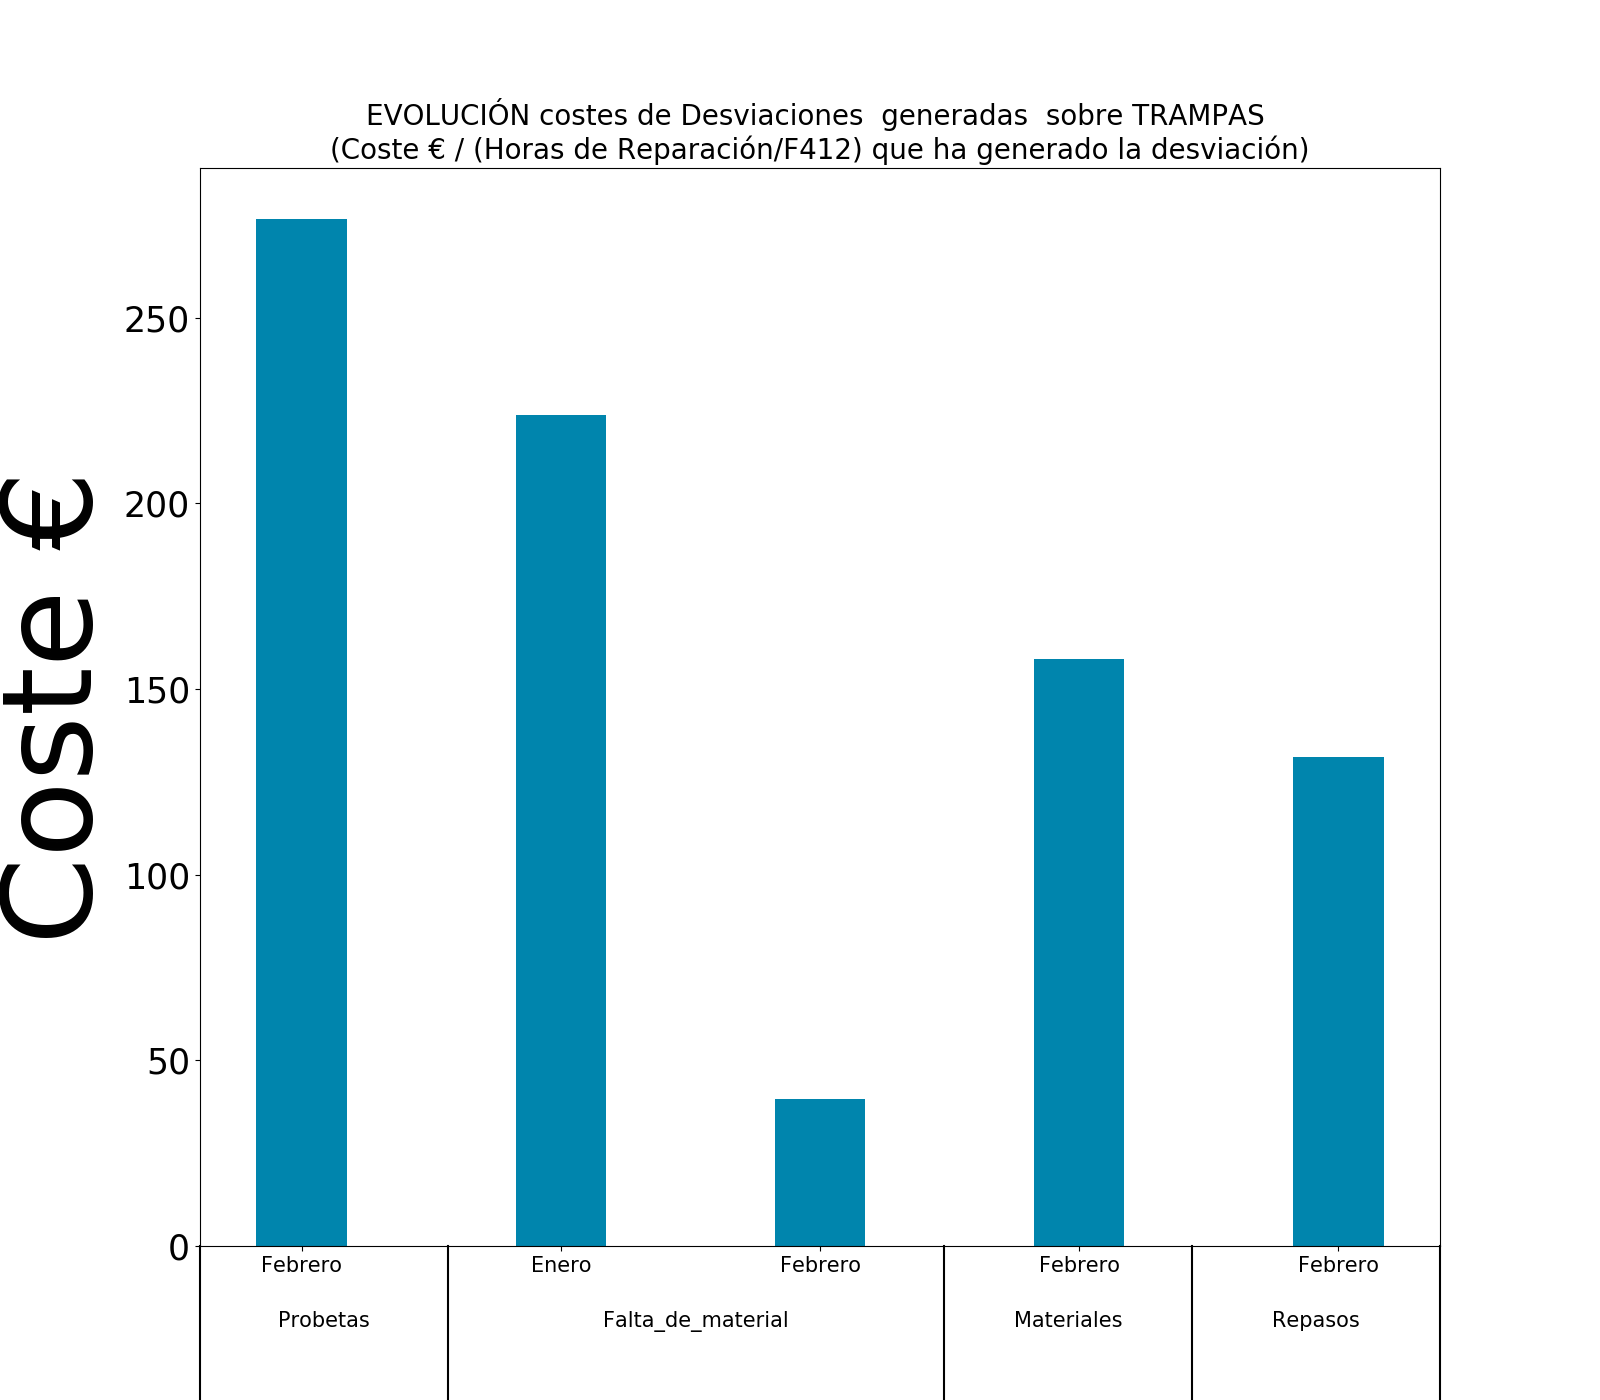 EVOLUCIÓN costes de Desviaciones  generadas  sobre TRAMPAS
(Coste € / (Horas de Reparación/F412) que ha generado la desviación)
Coste €
250
200
150
100
50
0
Febrero Enero Febrero Febrero Febrero
Probetas Falta_de_material Materiales Repasos